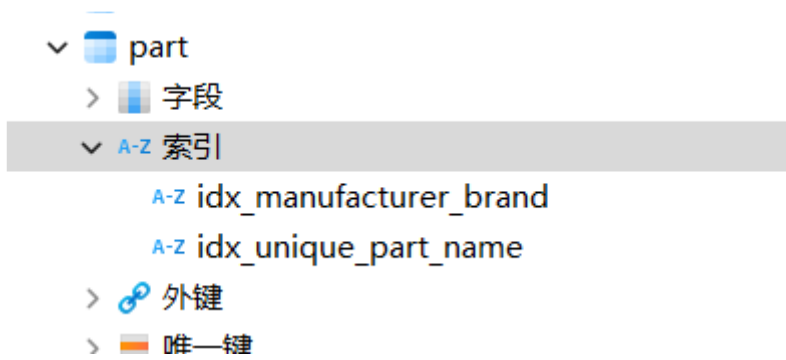 part
字段
A-Z 索引
A-Z idx_manufacturer_brand
A-Z idx_unique_part_name
外键
唯一键